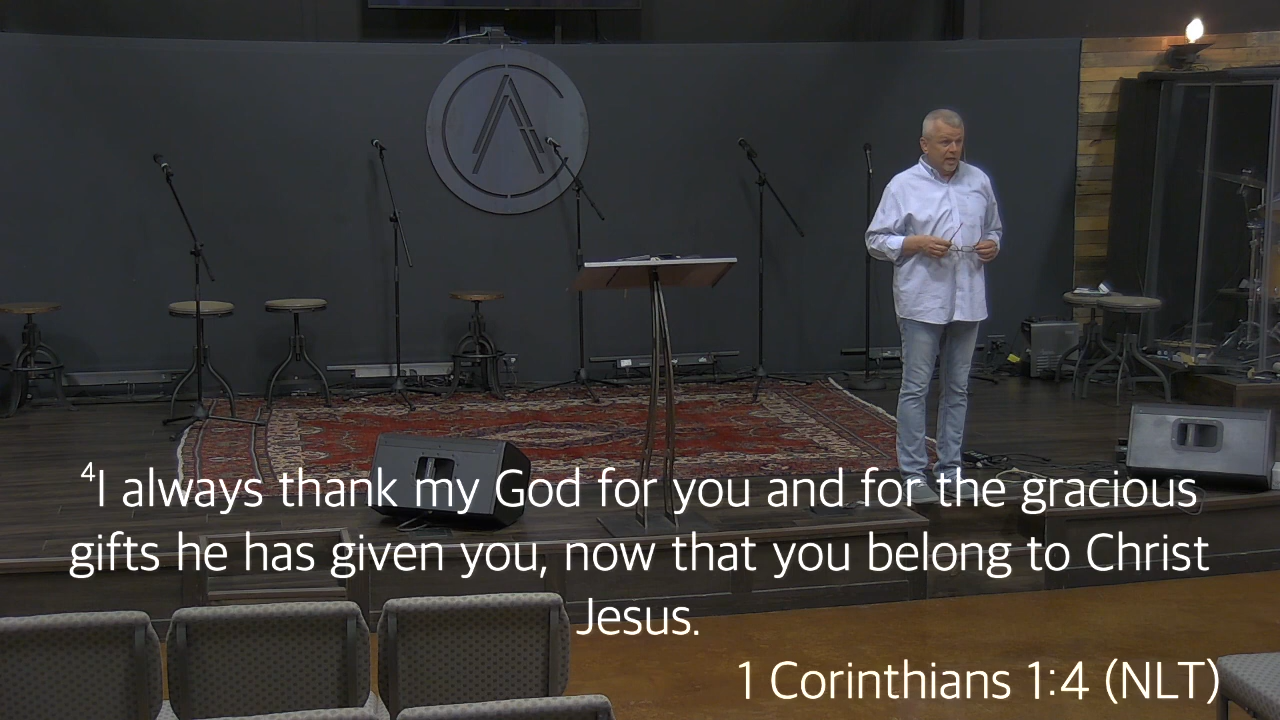 ⁴I always thank my God for you and for the gracious
gifts he has given you, now that you belong to Christ
Jesus.
1 Corinthians 1:4 (NLT)